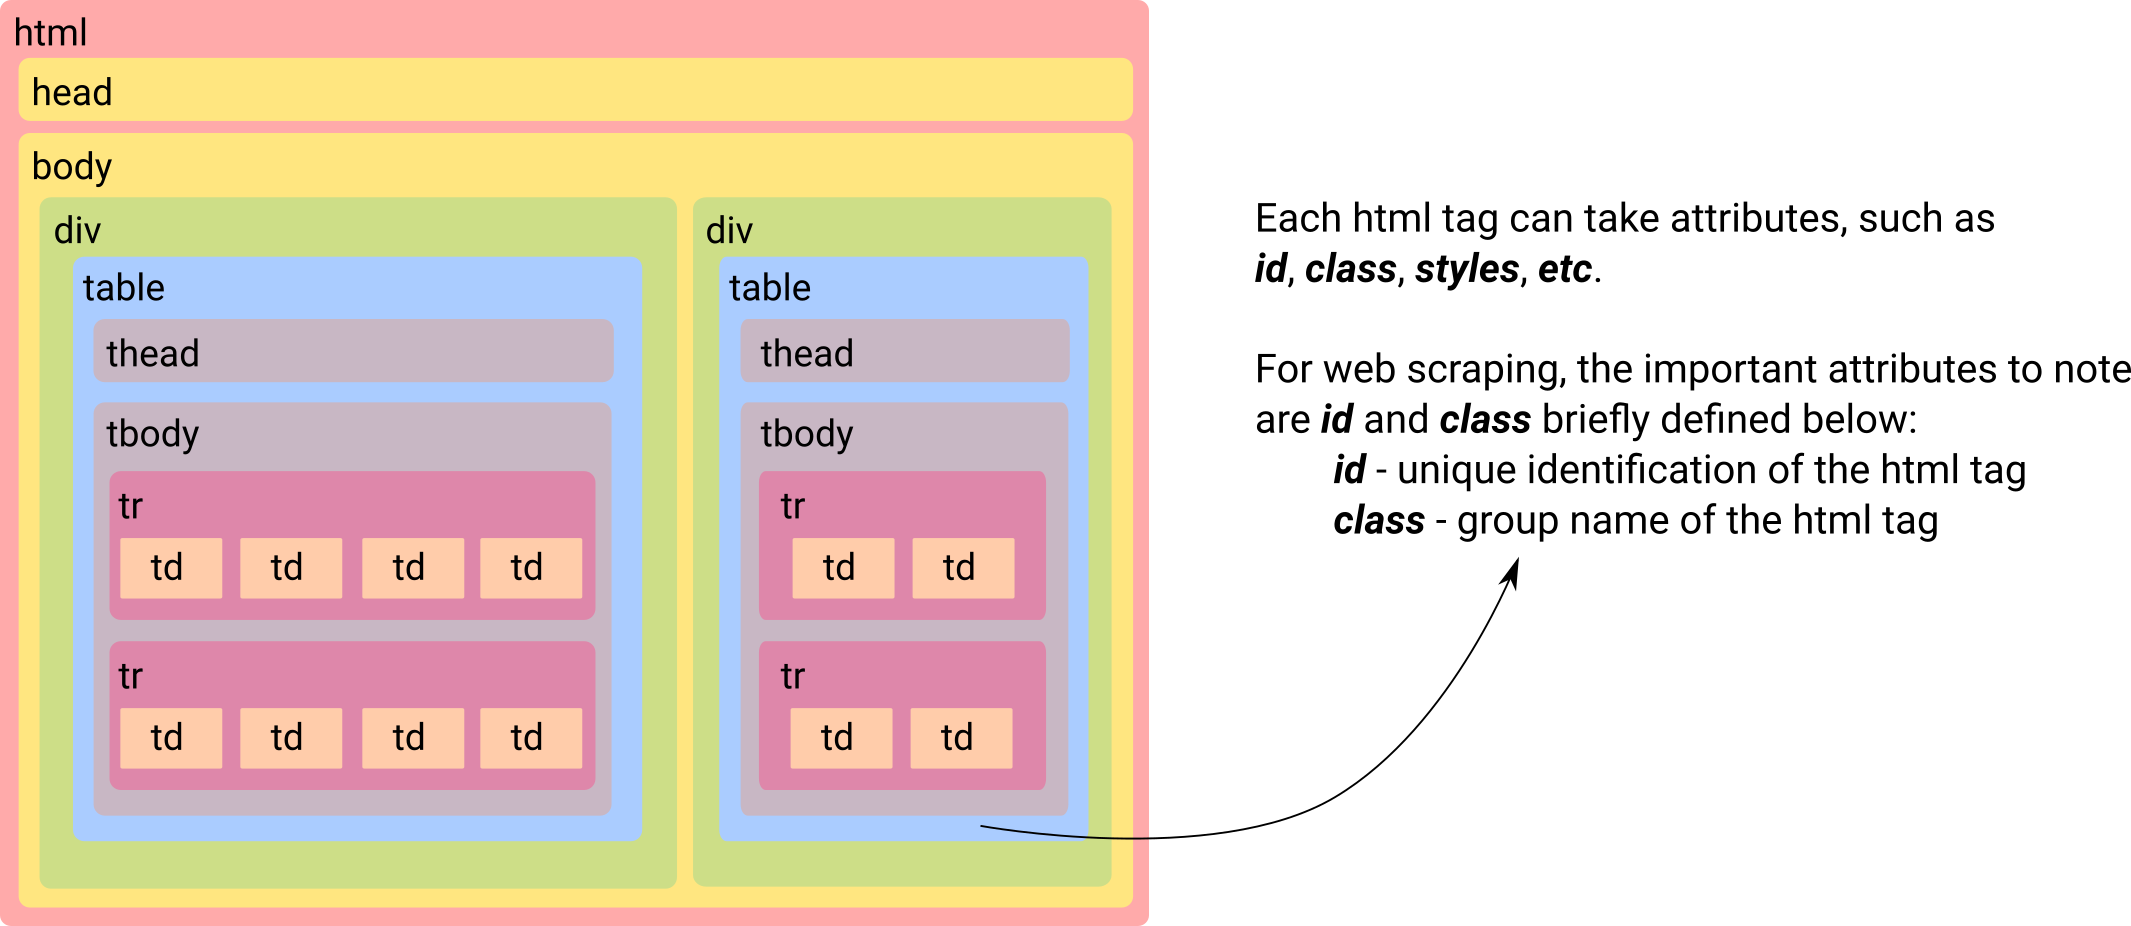 html
head
body
div
table
thead
tbody
tr
td td td td
tr
td td td td
div
table
thead
tbody
tr
td td
tr
td td
Each html tag can take attributes, such as
id, class, styles, etc.
For web scraping, the important attributes to note
are id and class briefly defined below:
id - unique identification of the html tag
class - group name of the html tag